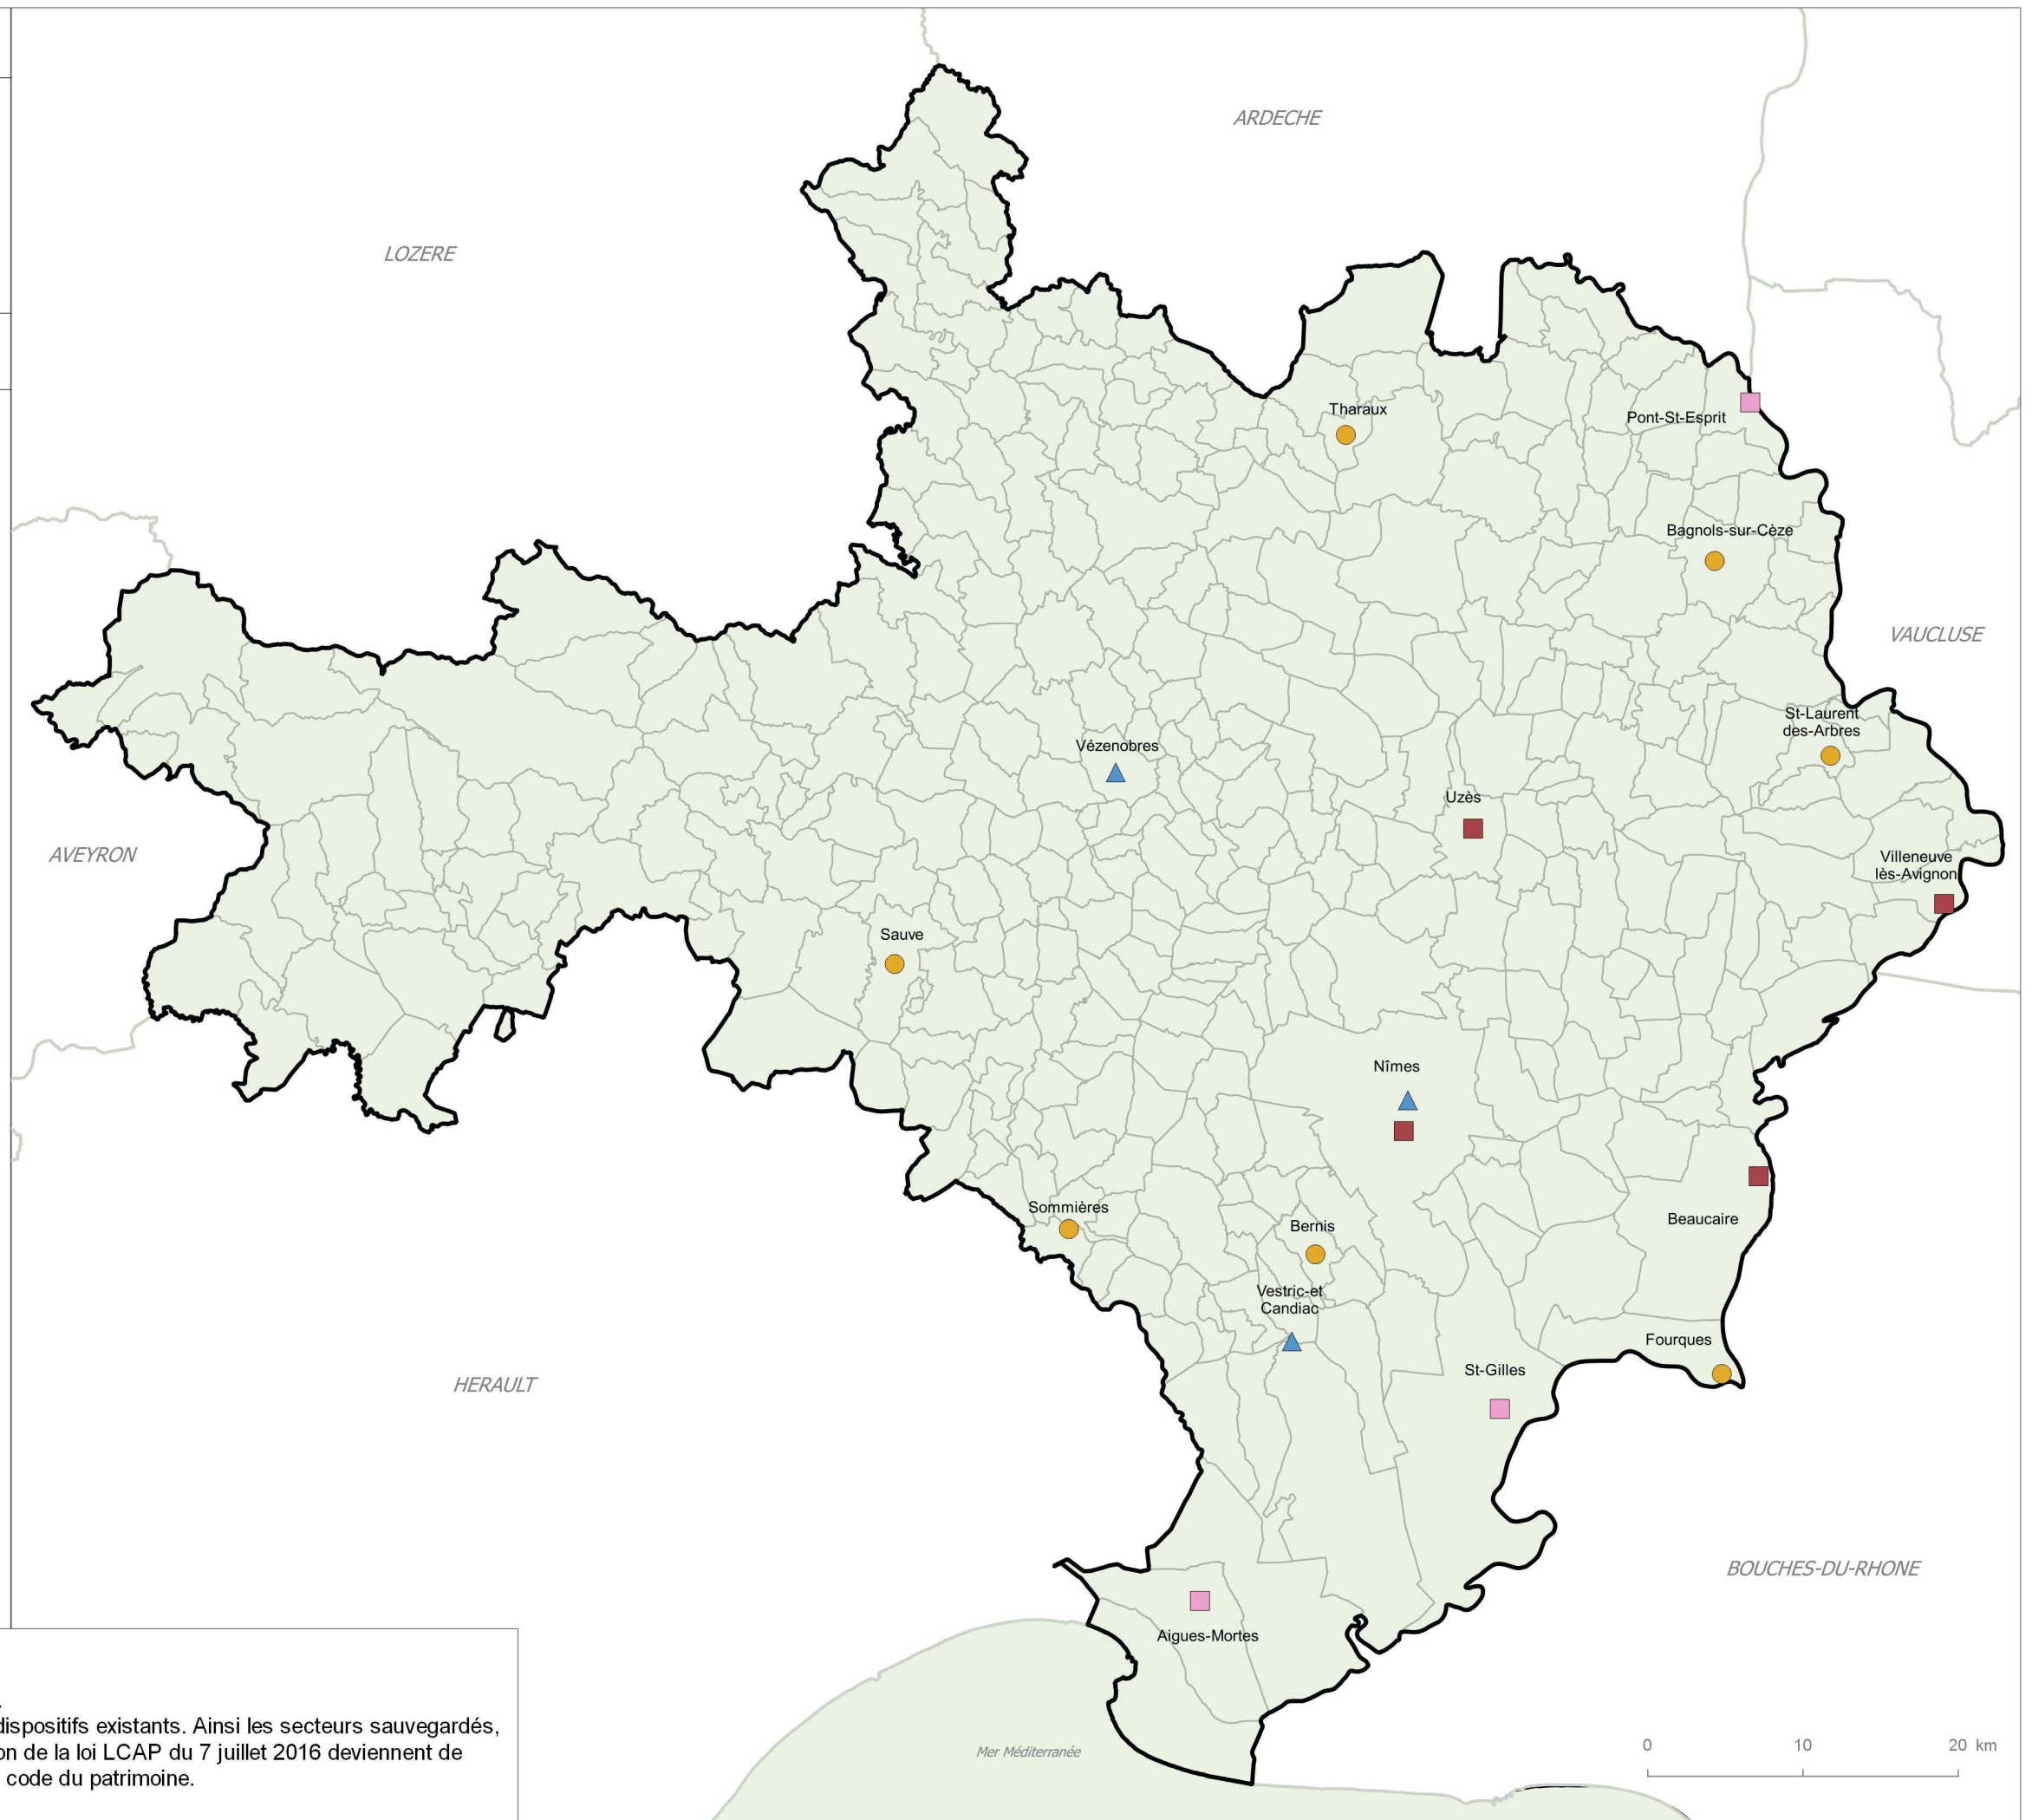 ARDECHE
LOZERE
Tharaux
Pont-St-Esprit
Bagnols-sur-Cèze
VAUCLUSE
St-Laurent
des-Arbres
Vézenobres
Uzès
AVEYRON
Villeneuve
lès-Avignon
Sauve
Nîmes
Sommières
Beaucaire
Bernis
Vestric-et
Candiac
Fourques
St-Gilles
HERAULT
BOUCHES-DU-RHONE
Aigues-Mortes
Mer Méditerranée
0 10 20 km
.
dispositifs existants. Ainsi les secteurs sauvegardés,
on de la loi LCAP du 7 juillet 2016 deviennent de
code du patrimoine.